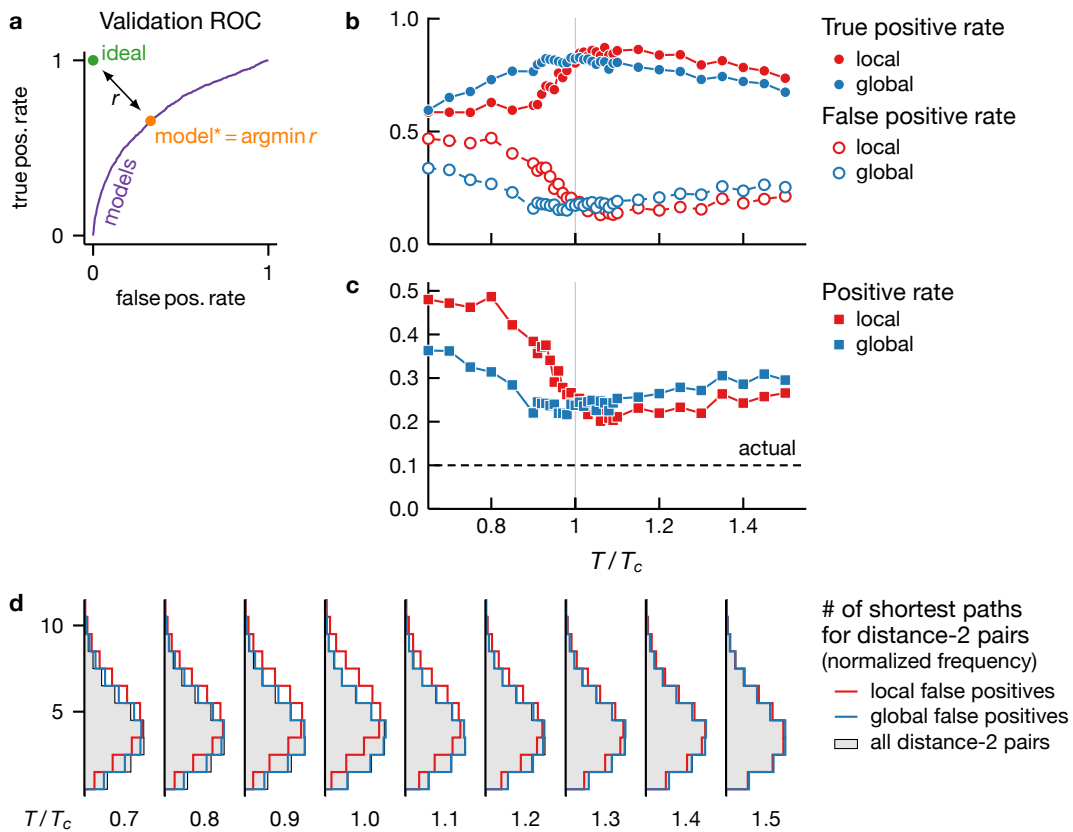 a
Validation ROC
ideal
r
model* = argmin r
models
true pos. rate
1
0
0
1
false pos. rate
b
1.0
0.5
0.0
True positive rate
local
global
False positive rate
local
global
c
0.5
0.4
0.3
0.2
0.1
0.0
actual
0.8
1
1.2
1.4
T / Tc
Positive rate
local
global
d
10
5
T / Tc
0.7
0.8
0.9
1.0
1.1
1.2
1.3
1.4
1.5
# of shortest paths
for distance-2 pairs
(normalized frequency)
local false positives
global false positives
all distance-2 pairs